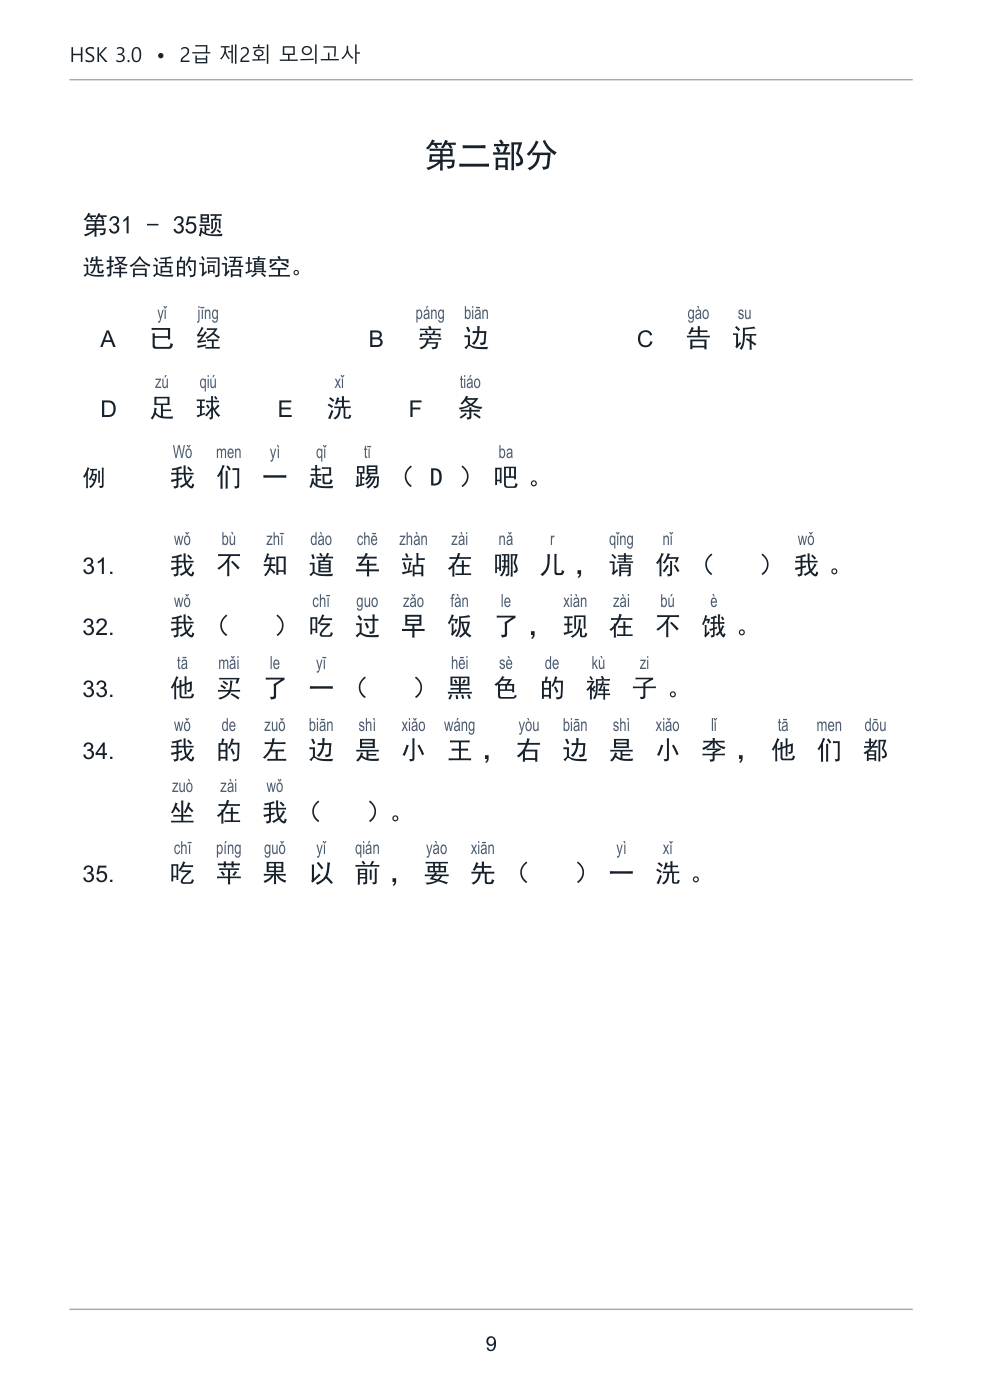 HSK 3.0 • 2급 제2회 모의고사
第二部分
第31 - 35题
选择合适的词语填空。
yǐ jīng páng biān gào su
A 已经 B 旁边 C 告诉
zú qiú xǐ tiáo
D 足球 E 洗 F 条
Wǒ men yì qǐ tī ba
例 我们一起踢（D）吧。
wǒ bù zhī dào chē zhàn zài nǎ r qǐng nǐ wǒ
31. 我不知道车站在哪儿，请你（ ）我。
wǒ chī guo zǎo fàn le xiàn zài bú è
32. 我（ ）吃过早饭了，现在不饿。
tā mǎi le yī hēi sè de kù zi
33. 他买了一（ ）黑色的裤子。
wǒ de zuǒ biān shì xiǎo wáng yòu biān shì xiǎo lǐ tā men dōu
34. 我的左边是小王，右边是小李，他们都
zuò zài wǒ
坐在我（ ）。
chī píng guǒ yǐ qián yào xiān yì xǐ
35. 吃苹果以前，要先（ ）一洗。
9